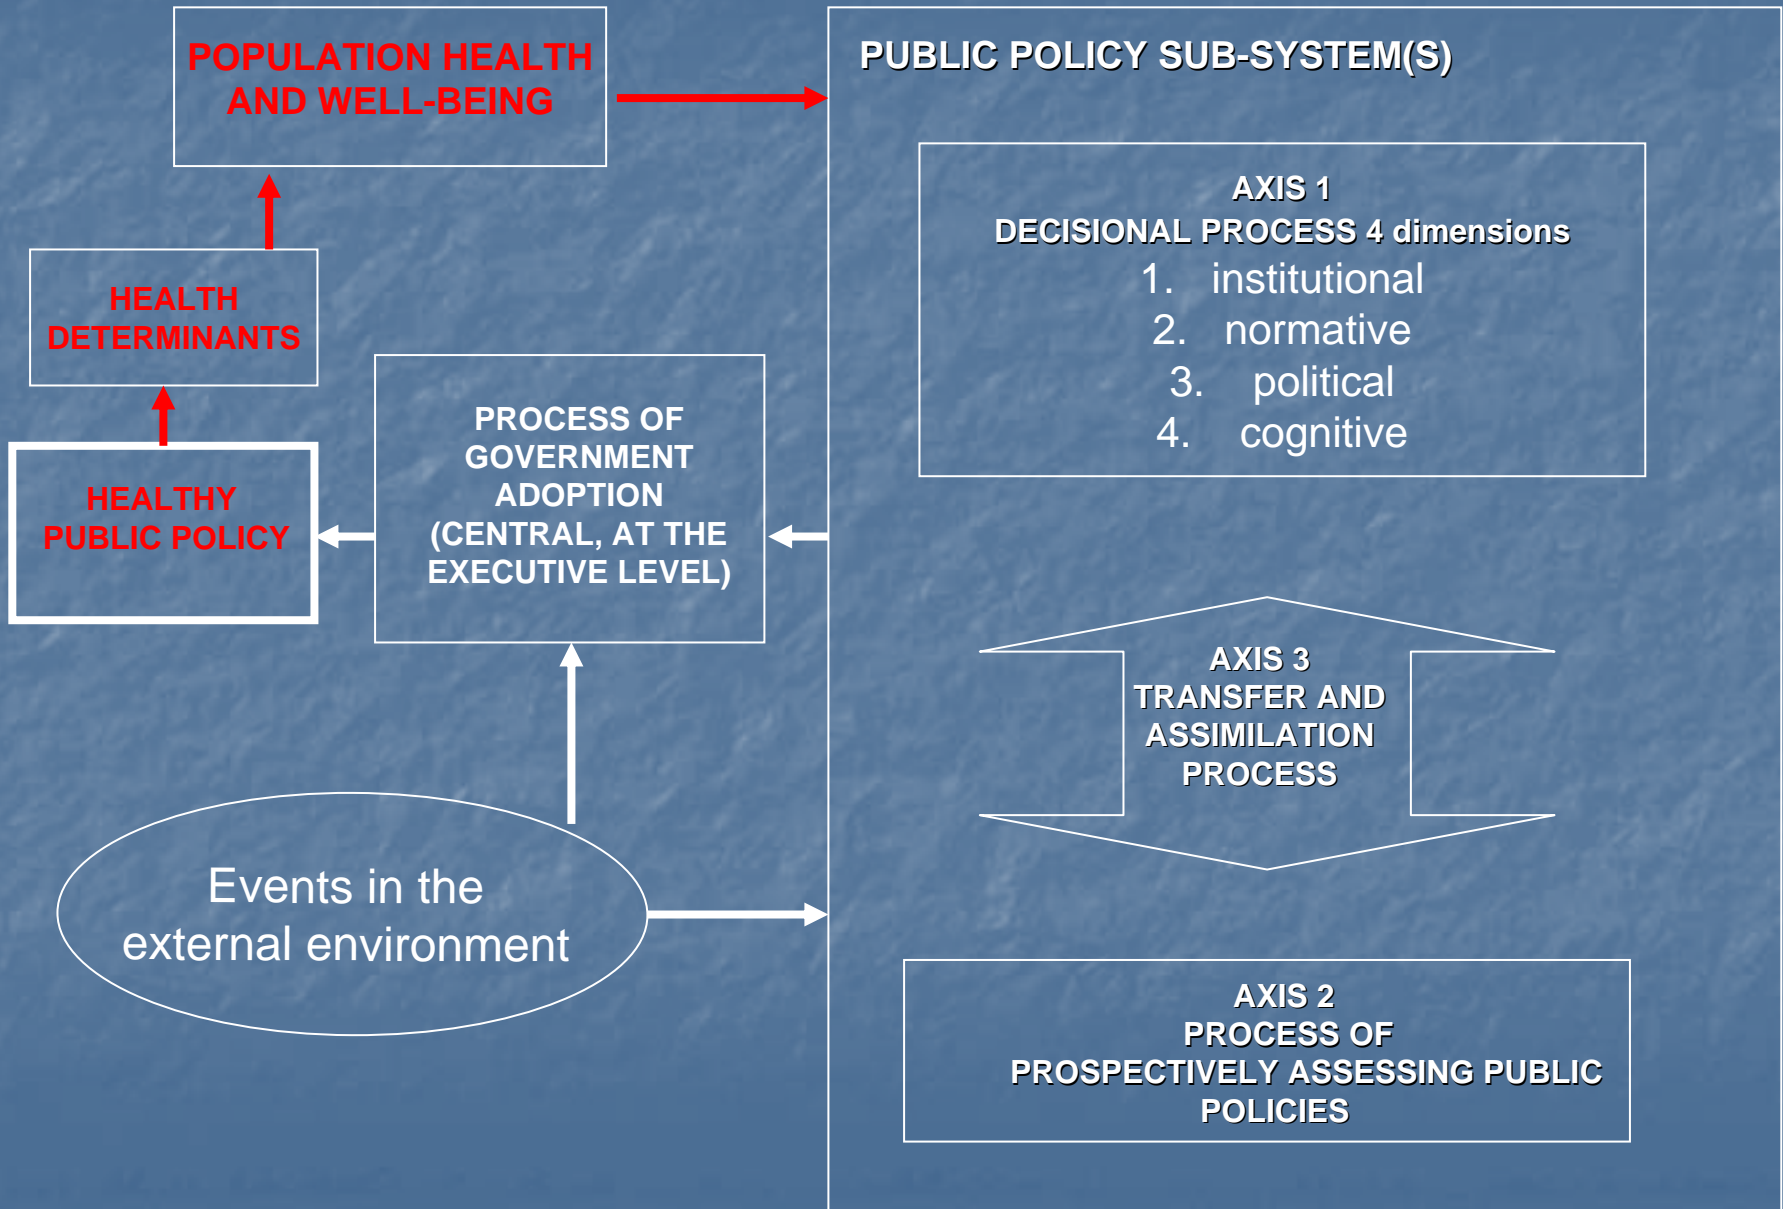 POPULATION HEALTH
AND WELL-BEING
HEALTH
DETERMINANTS
HEALTHY
PUBLIC POLICY
PROCESS OF
GOVERNMENT
ADOPTION
(CENTRAL, AT THE
EXECUTIVE LEVEL)
Events in the
external environment
PUBLIC POLICY SUB-SYSTEM(S)
AXIS 1
DECISIONAL PROCESS 4 dimensions
1. institutional
2. normative
3. political
4. cognitive
AXIS 3
TRANSFER AND
ASSIMILATION
PROCESS
AXIS 2
PROCESS OF
PROSPECTIVELY ASSESSING PUBLIC
POLICIES